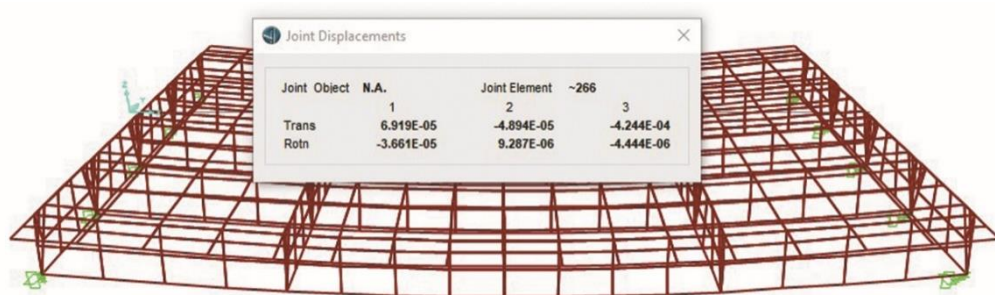 Joint Displacements
Joint Object N.A. Joint Element ~266
1 2 3
Trans 6.919E-05 -4.894E-05 -4.244E-04
Rotn -3.661E-05 9.287E-06 -4.444E-06